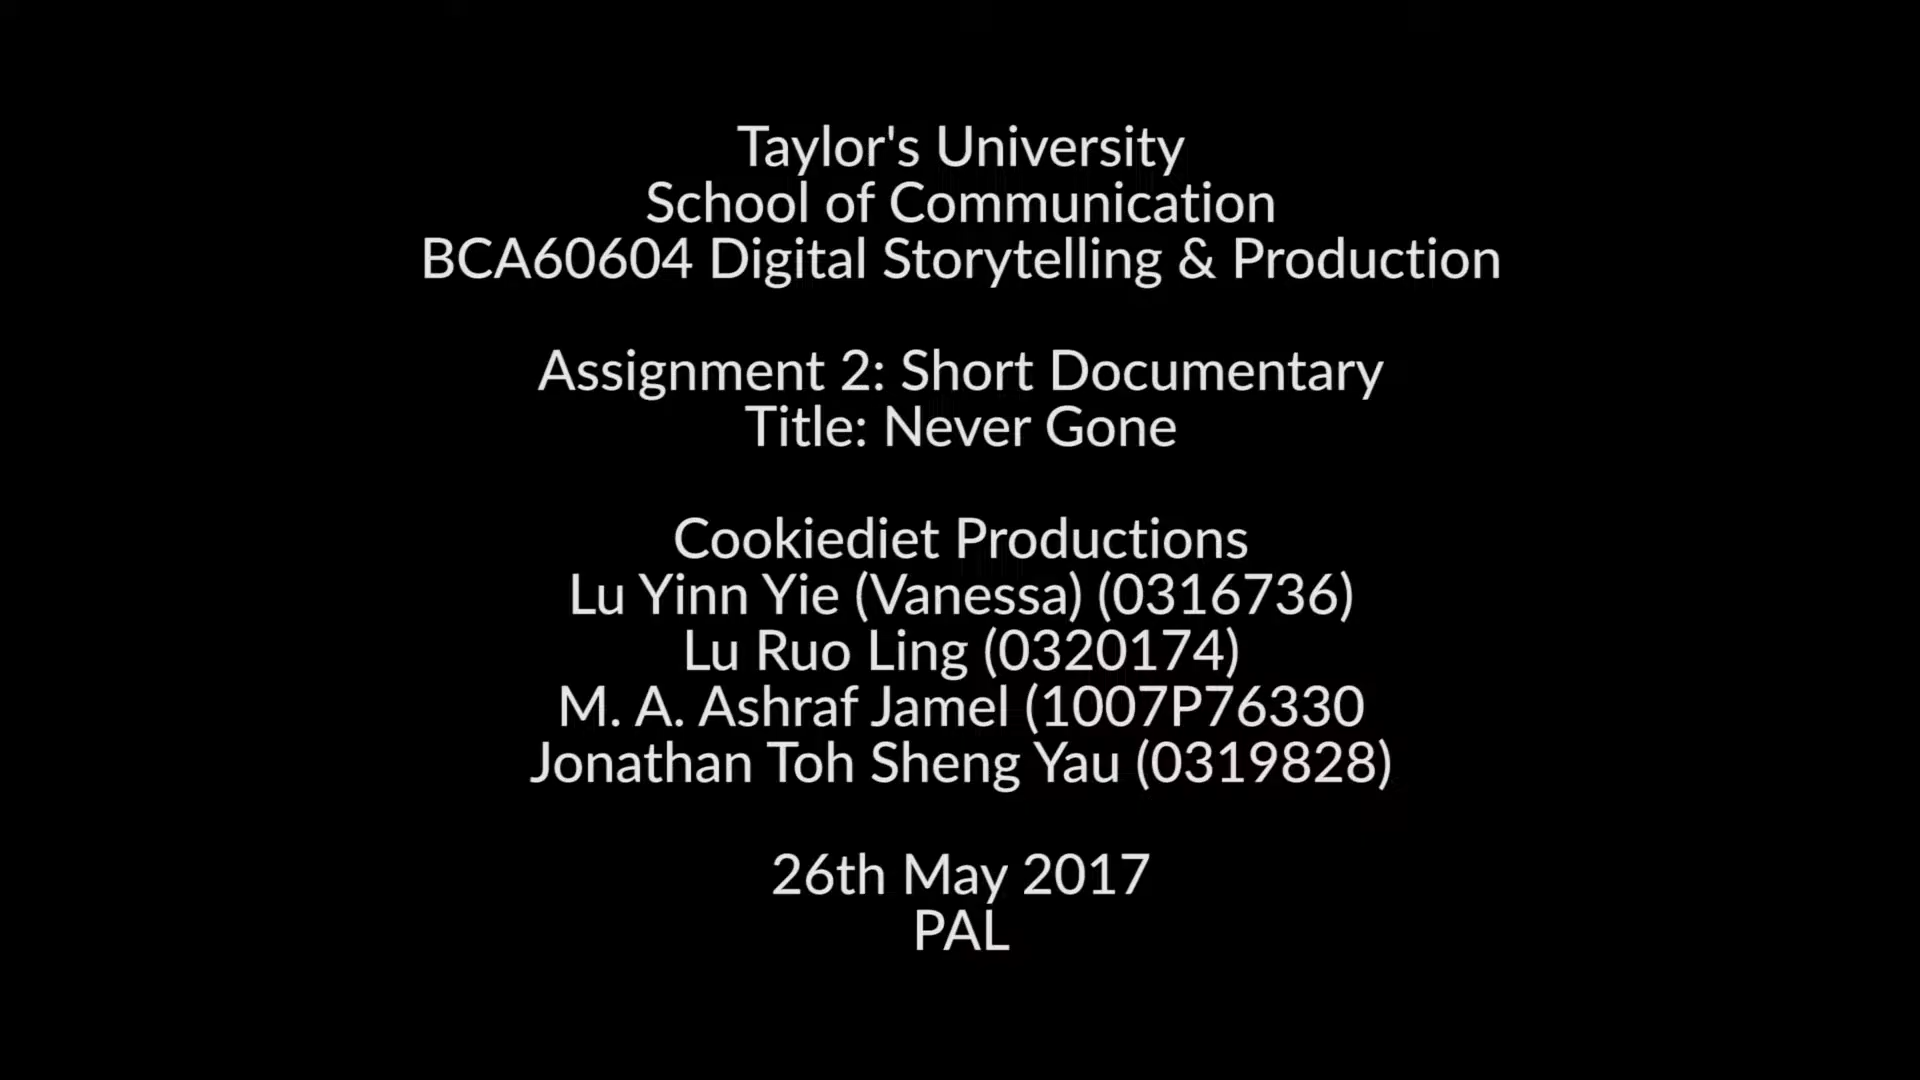 Taylor's University
School of Communication
BCA60604 Digital Storytelling & Production
Assignment 2: Short Documentary
Title: Never Gone
Cookiediet Productions
Lu Yinn Yie (Vanessa) (0316736)
Lu Ruo Ling (0320174)
M. A. Ashraf Jamel (1007P76330
Jonathan Toh Sheng Yau (0319828)
26th May 2017
PAL